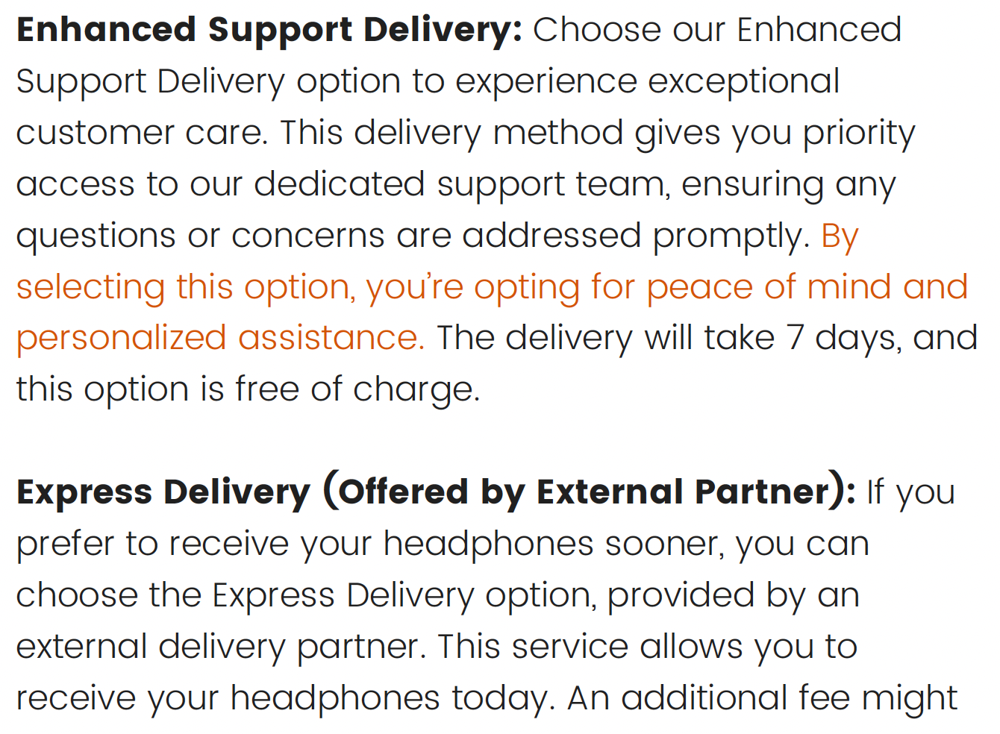 Enhanced Support Delivery: Choose our Enhanced
Support Delivery option to experience exceptional
customer care. This delivery method gives you priority
access to our dedicated support team, ensuring any
questions or concerns are addressed promptly. By
selecting this option, you’re opting for peace of mind and
personalized assistance. The delivery will take 7 days, and
this option is free of charge.
Express Delivery (Offered by External Partner): If you
prefer to receive your headphones sooner, you can
choose the Express Delivery option, provided by an
external delivery partner. This service allows you to
receive your headphones today. An additional fee might